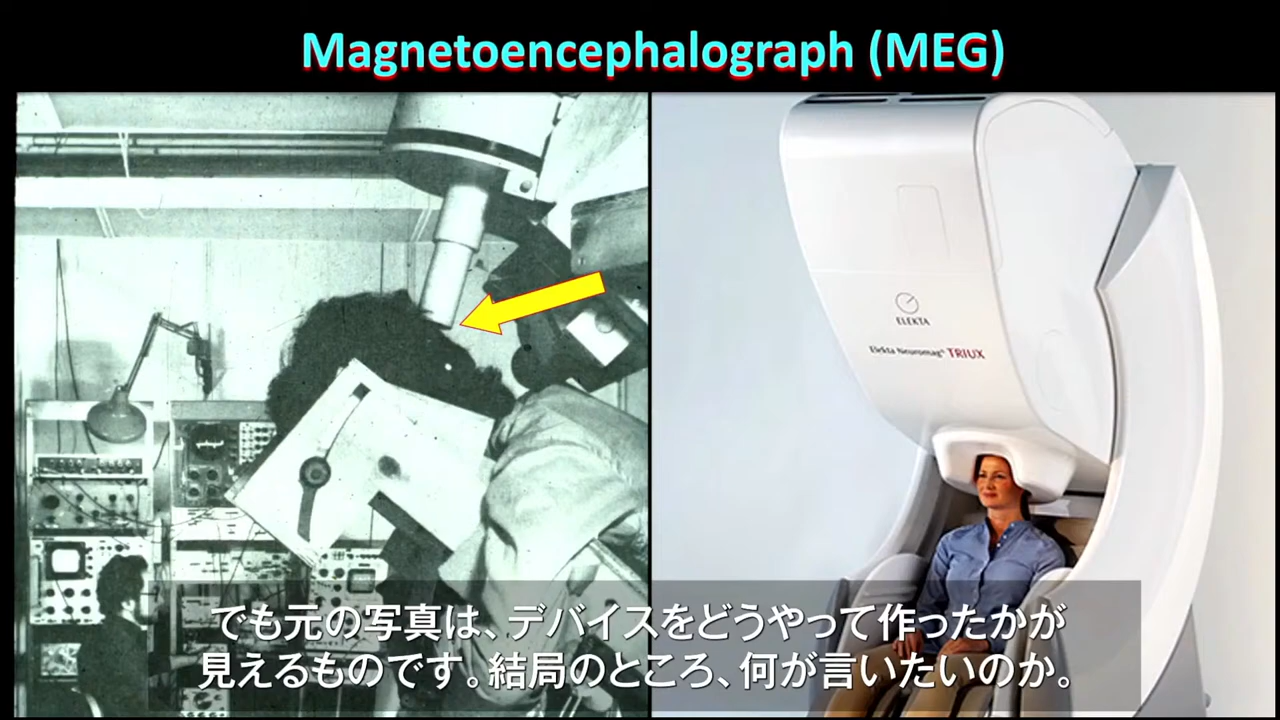 Magnetoencephalograph (MEG)
ELEKTA
Elekta Neuromag® TRIUX
でも元の写真は、デバイスをどうやって作ったかが
見えるものです。結局のところ、何が言いたいのか。